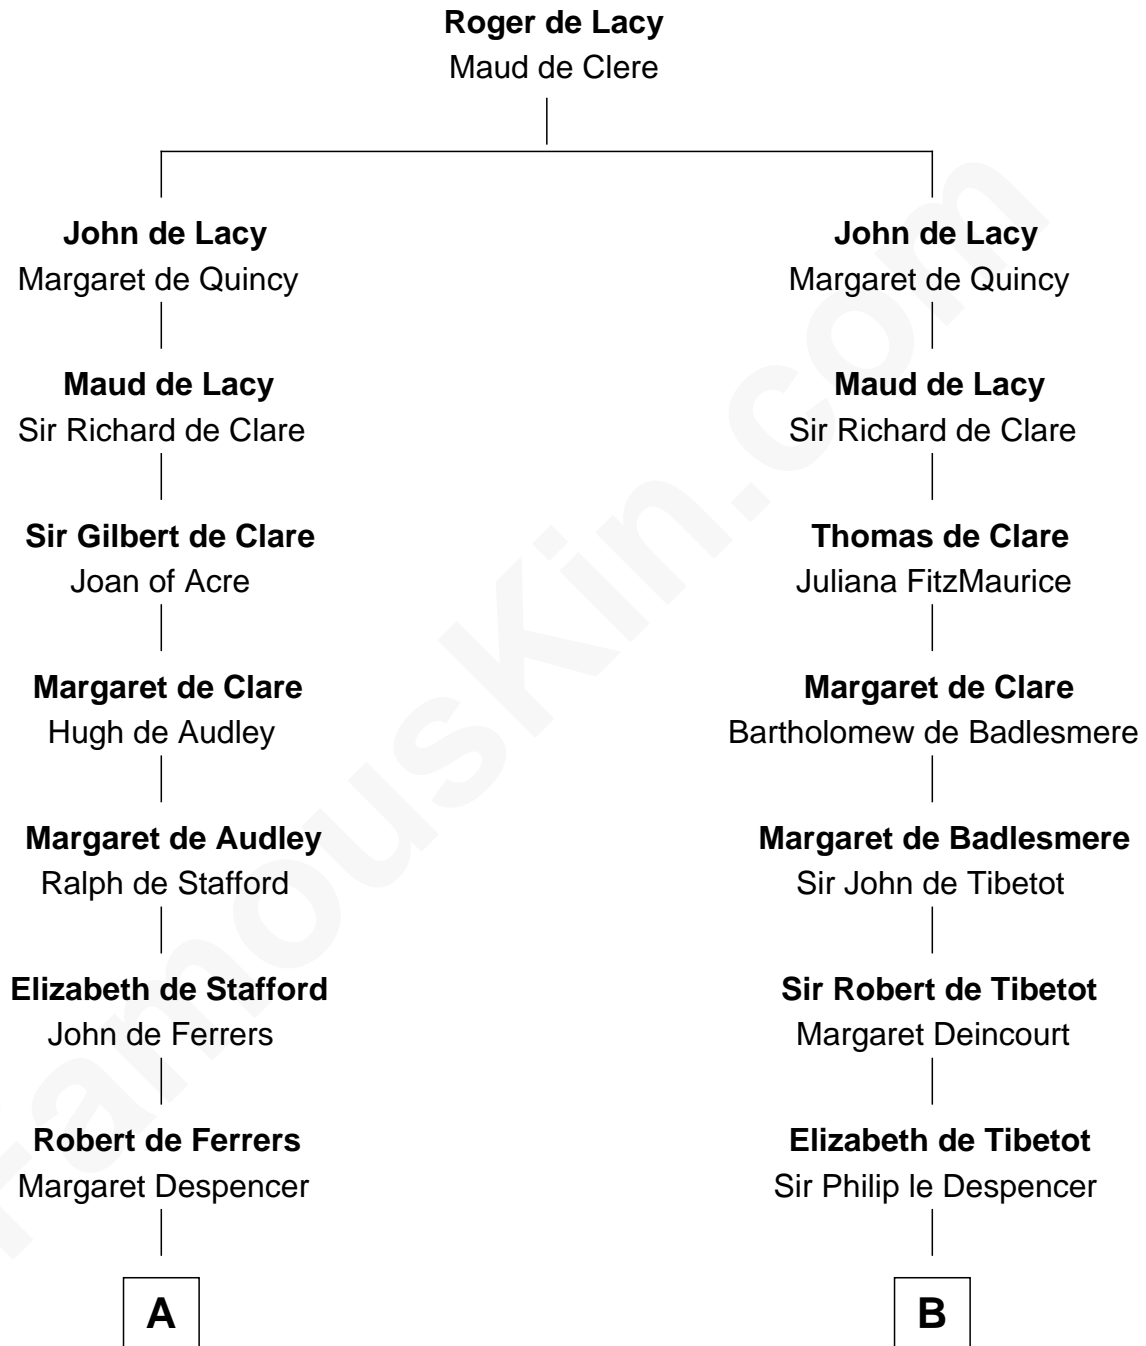 Roger de Lacy
Maud de Clere
John de Lacy
Margaret de Quincy
John de Lacy
Margaret de Quincy
Maud de Lacy
Sir Richard de Clare
Maud de Lacy
Sir Richard de Clare
Sir Gilbert de Clare
Joan of Acre
Thomas de Clare
Juliana FitzMaurice
Margaret de Clare
Hugh de Audley
Margaret de Clare
Bartholomew de Badlesmere
Margaret de Audley
Ralph de Stafford
Margaret de Badlesmere
Sir John de Tibetot
Elizabeth de Stafford
John de Ferrers
Sir Robert de Tibetot
Margaret Deincourt
Robert de Ferrers
Margaret Despencer
Elizabeth de Tibetot
Sir Philip le Despencer
A
B
FamousKin.com